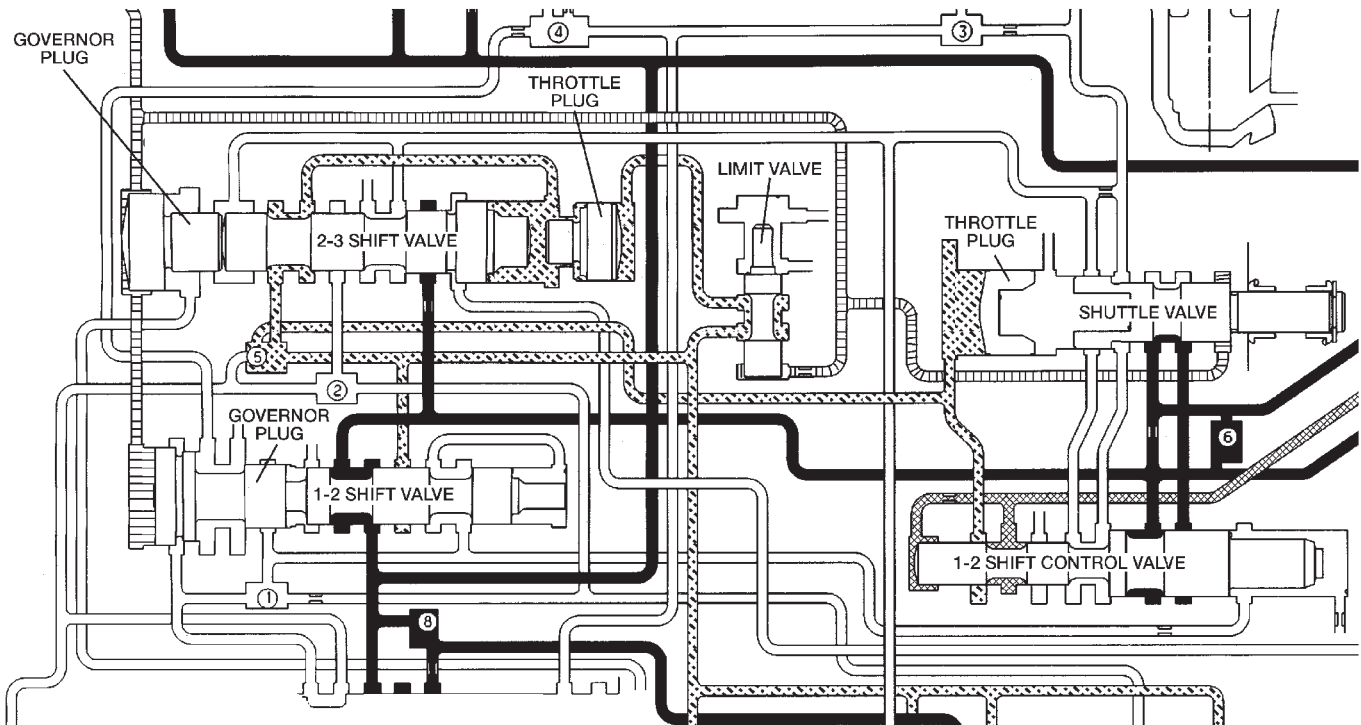 GOVERNOR
PLUG
4
3
THROTTLE
PLUG
LIMIT VALVE
THROTTLE
PLUG
2-3 SHIFT VALVE
SHUTTLE VALVE
5
2
GOVERNOR
PLUG
6
1-2 SHIFT VALVE
1-2 SHIFT CONTROL VALVE
1
8